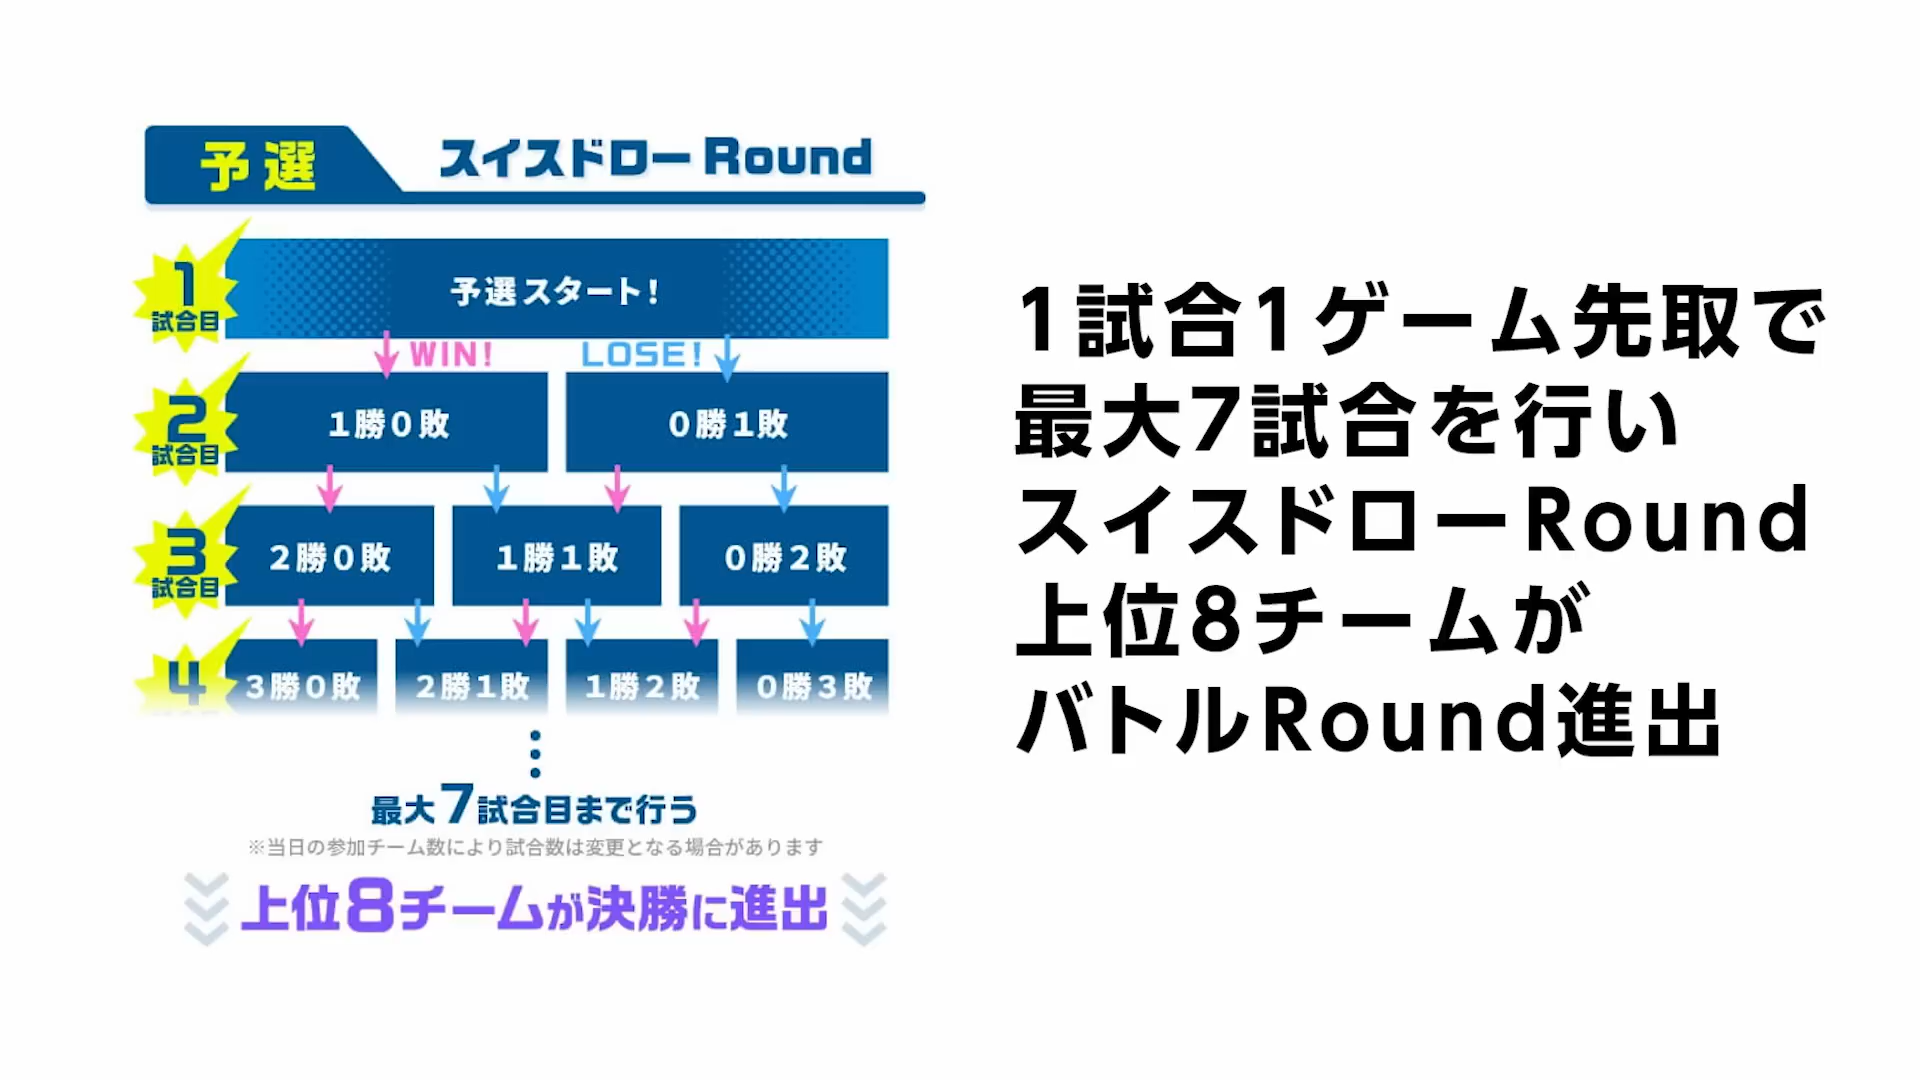 予選 スイスドローRound
1試合目
予選スタート!
WIN! LOSE!
2試合目
1勝0敗 0勝1敗
3試合目
2勝0敗 1勝1敗 0勝2敗
4
3勝0敗 2勝1敗 1勝2敗 0勝3敗
最大7試合目まで行う
※当日の参加チーム数により試合数は変更となる場合があります
上位8チームが決勝に進出
1試合1ゲーム先取で
最大7試合を行い
スイスドローRound
上位8チームが
バトルRound進出